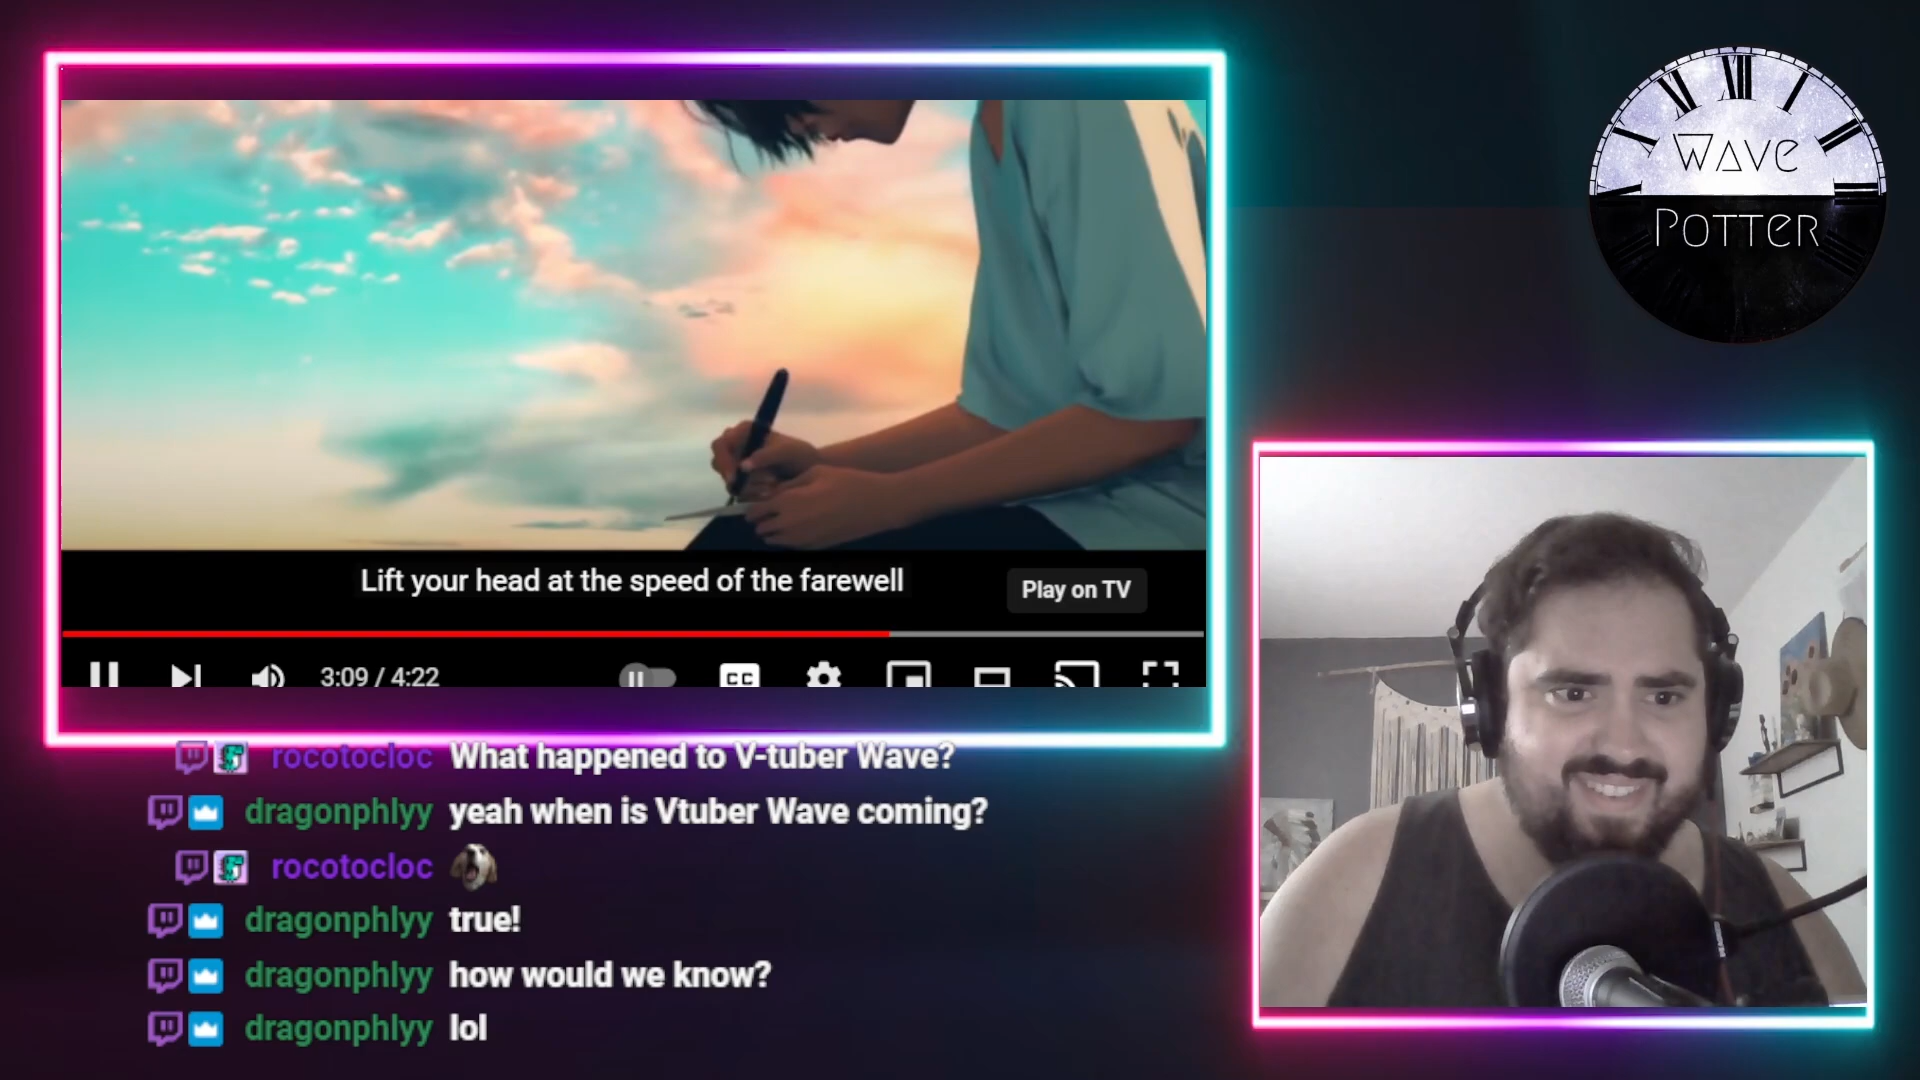 Wave
Potter
Lift your head at the speed of the farewell
Play on TV
3:09 / 4:22
CC
rocotocloc What happened to V-tuber Wave?
dragonphlyy yeah when is Vtuber Wave coming?
rocotocloc
dragonphlyy true!
dragonphlyy how would we know?
dragonphlyy lol